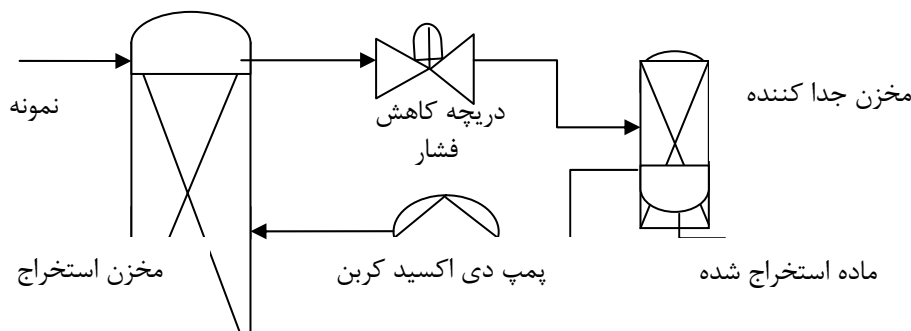 نمونه
دریچه کاهش
فشار
مخزن جدا کننده
مخزن استخراج
پمپ دی اکسید کربن
ماده استخراج شده